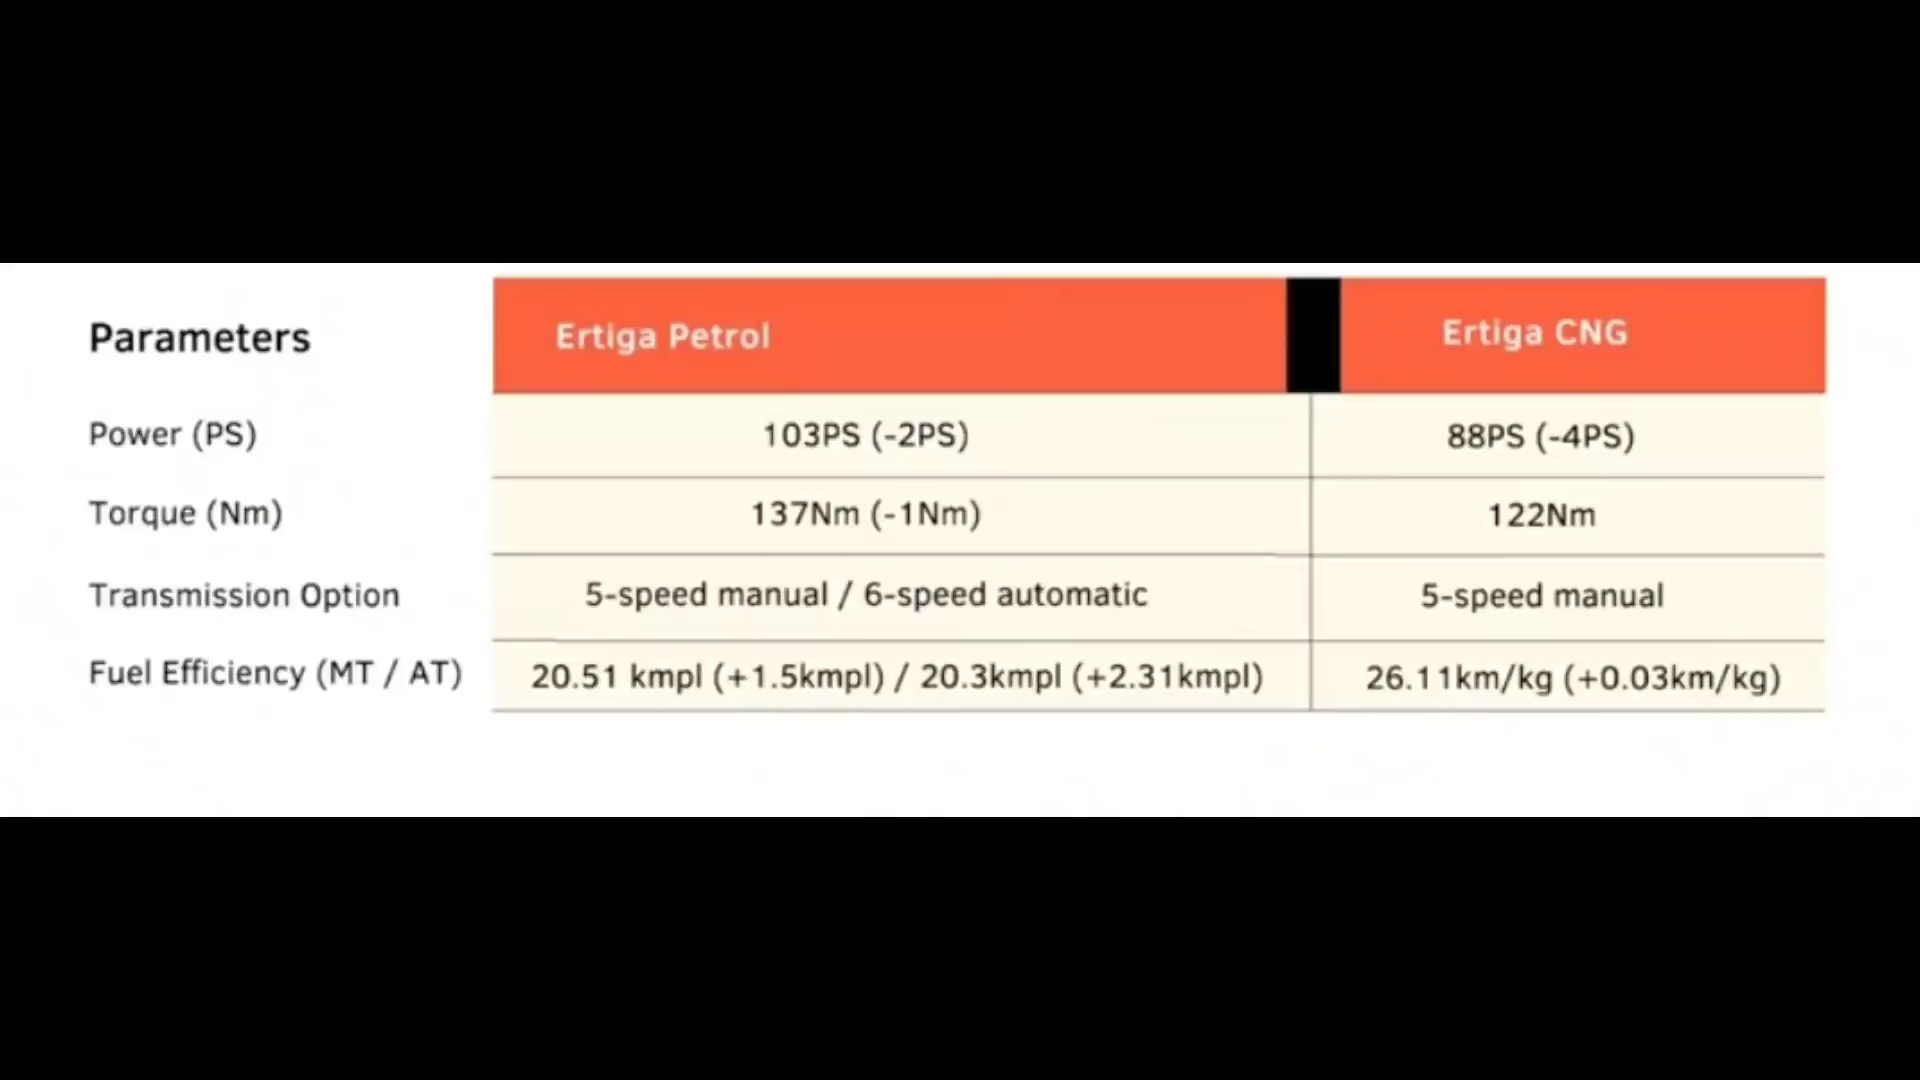 Parameters Ertiga Petrol Ertiga CNG
Power (PS) 103PS (-2PS) 88PS (-4PS)
Torque (Nm) 137Nm (-1Nm) 122Nm
Transmission Option 5-speed manual / 6-speed automatic 5-speed manual
Fuel Efficiency (MT / AT) 20.51 kmpl (+1.5kmpl) / 20.3kmpl (+2.31kmpl) 26.11km/kg (+0.03km/kg)